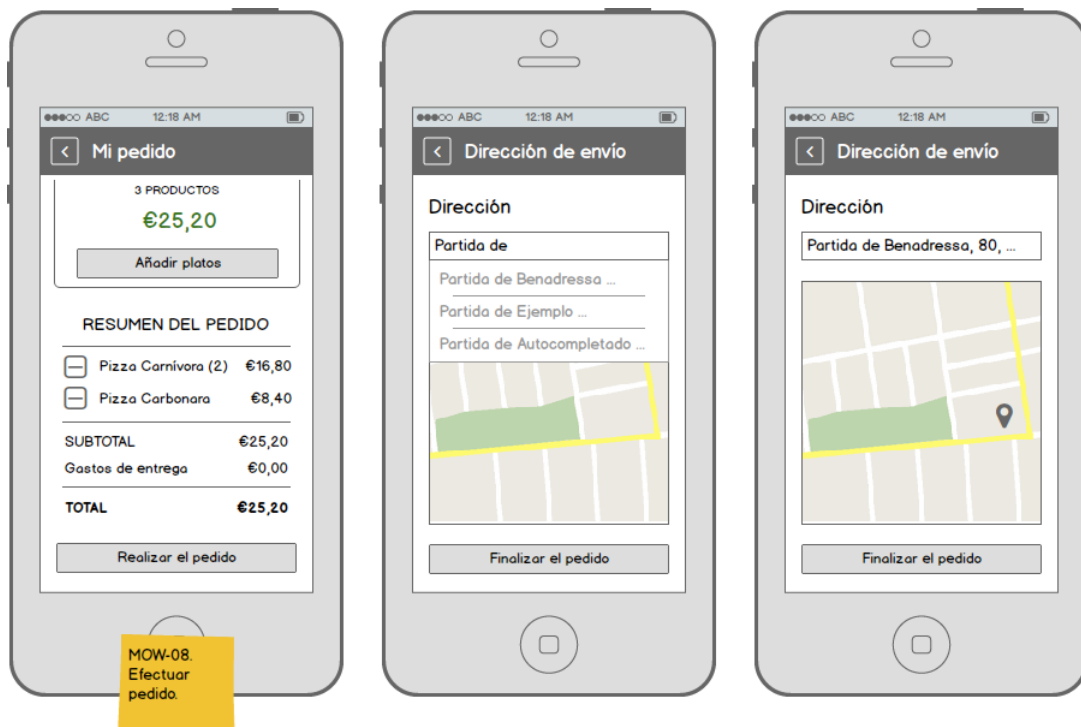 ABC 12:18 AM
Mi pedido
3 PRODUCTOS
€25,20
Añadir platos
RESUMEN DEL PEDIDO
Pizza Carnívora (2) €16,80
Pizza Carbonara €8,40
SUBTOTAL €25,20
Gastos de entrega €0,00
TOTAL €25,20
Realizar el pedido
MOW-08.
Efectuar
pedido.
ABC 12:18 AM
Dirección de envío
Dirección
Partida de
Partida de Benadressa ...
Partida de Ejemplo ...
Partida de Autocompletado ...
Finalizar el pedido
ABC 12:18 AM
Dirección de envío
Dirección
Partida de Benadressa, 80, ...
Finalizar el pedido